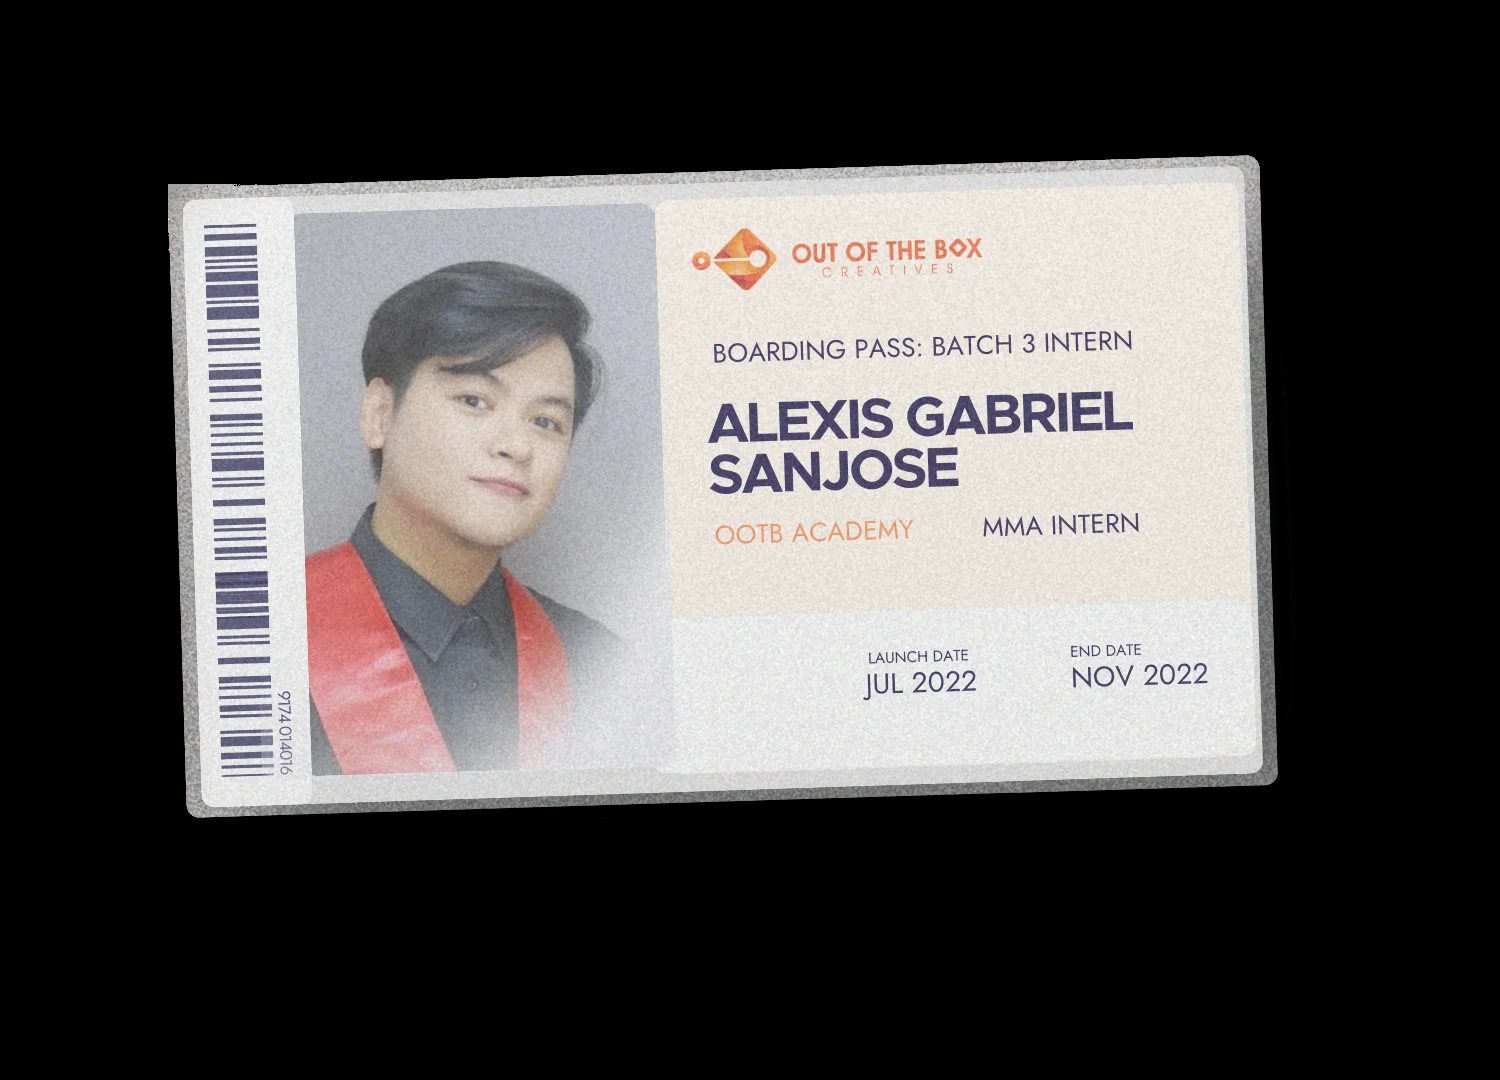 OUT OF THE BOX
CREATIVES
BOARDING PASS: BATCH 3 INTERN
ALEXIS GABRIEL
SANJOSE
OOTB ACADEMY MMA INTERN
LAUNCH DATE END DATE
JUL 2022 NOV 2022
9174 014016